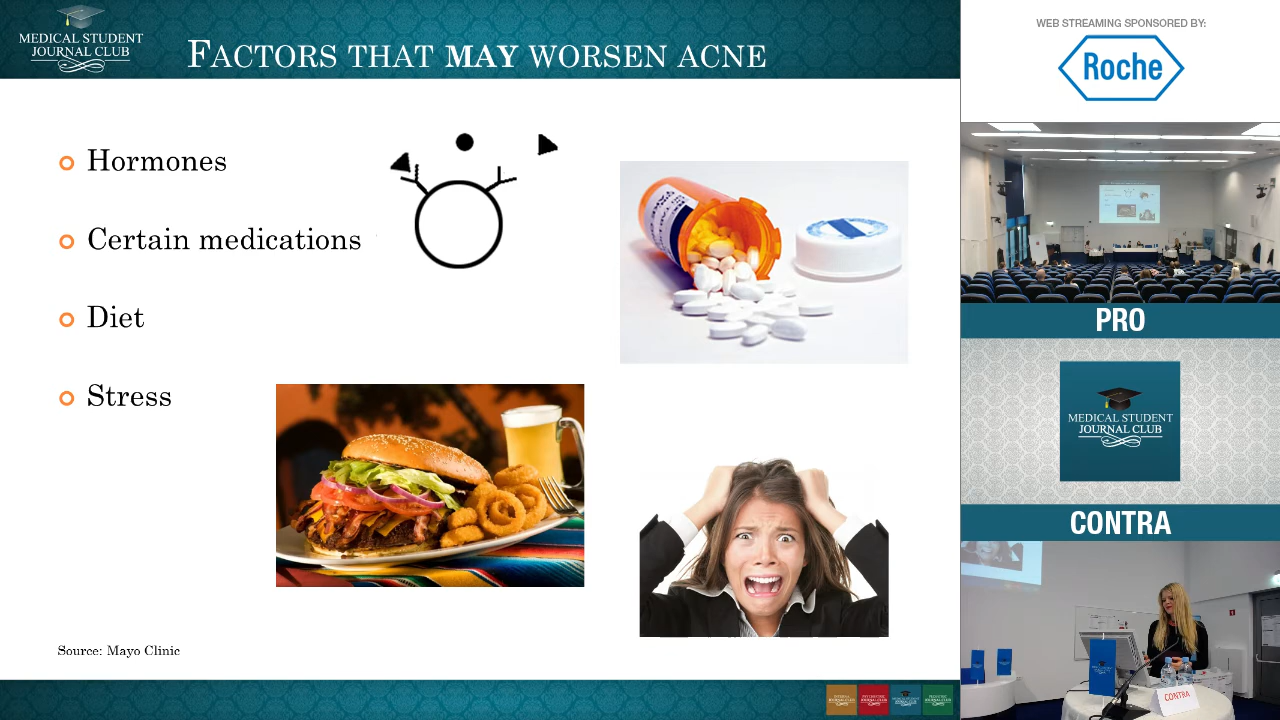 MEDICAL STUDENT
JOURNAL CLUB
FACTORS THAT MAY WORSEN ACNE
Hormones
Certain medications
Diet
Stress
Source: Mayo Clinic
WEB STREAMING SPONSORED BY:
Roche
PRO
MEDICAL STUDENT
JOURNAL CLUB
CONTRA
CONTRA